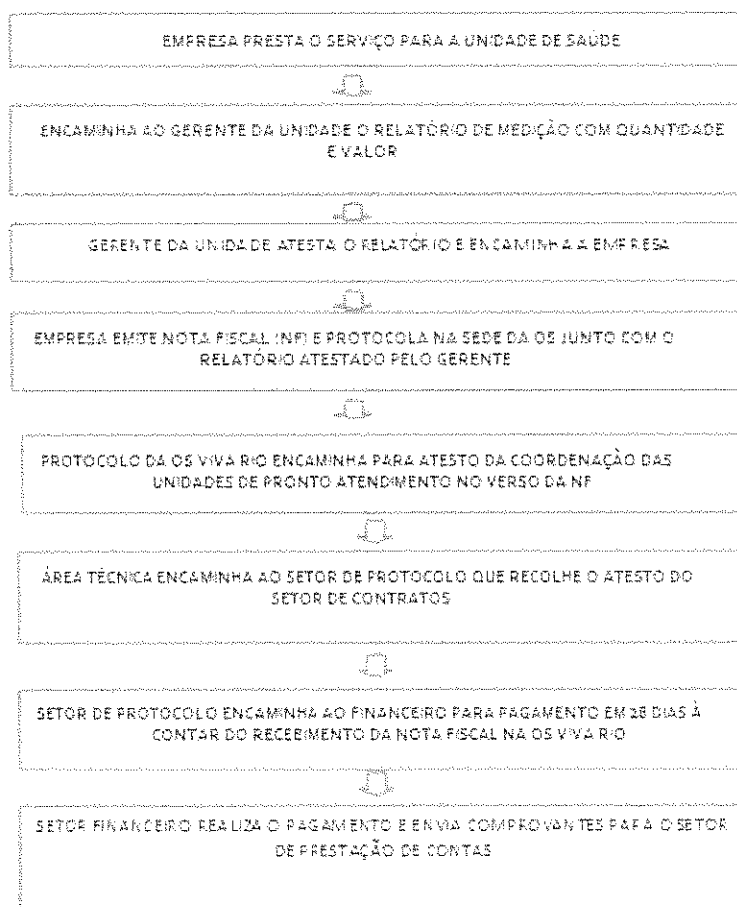 EMPRESA PRESTA O SERVIÇO PARA A UNIDADE DE SAÚDE
ENCAMINHA AO GERENTE DA UNIDADE O RELATÓRIO DE MEDIÇÃO COM QUANTIDADE
E VALOR
GERENTE DA UNIDADE ATESTA O RELATÓRIO E ENCAMINHA A EMPRESA
EMPRESA EMITE NOTA FISCAL (NF) E PROTOCOLA NA SEDE DA OS JUNTO COM O
RELATÓRIO ATESTADO PELO GERENTE
PROTOCOLO DA OS VIVA RIO ENCAMINHA PARA ATESTO DA COORDENAÇÃO DAS
UNIDADES DE PRONTO ATENDIMENTO NO VERSO DA NF
ÁREA TÉCNICA ENCAMINHA AO SETOR DE PROTOCOLO QUE RECOLHE O ATESTO DO
SETOR DE CONTRATOS
SETOR DE PROTOCOLO ENCAMINHA AO FINANCEIRO PARA PAGAMENTO EM 28 DIAS À
CONTAR DO RECEBIMENTO DA NOTA FISCAL NA OS VIVA RIO
SETOR FINANCEIRO REALIZA O PAGAMENTO E ENVIA COMPROVANTES PARA O SETOR
DE PRESTAÇÃO DE CONTAS